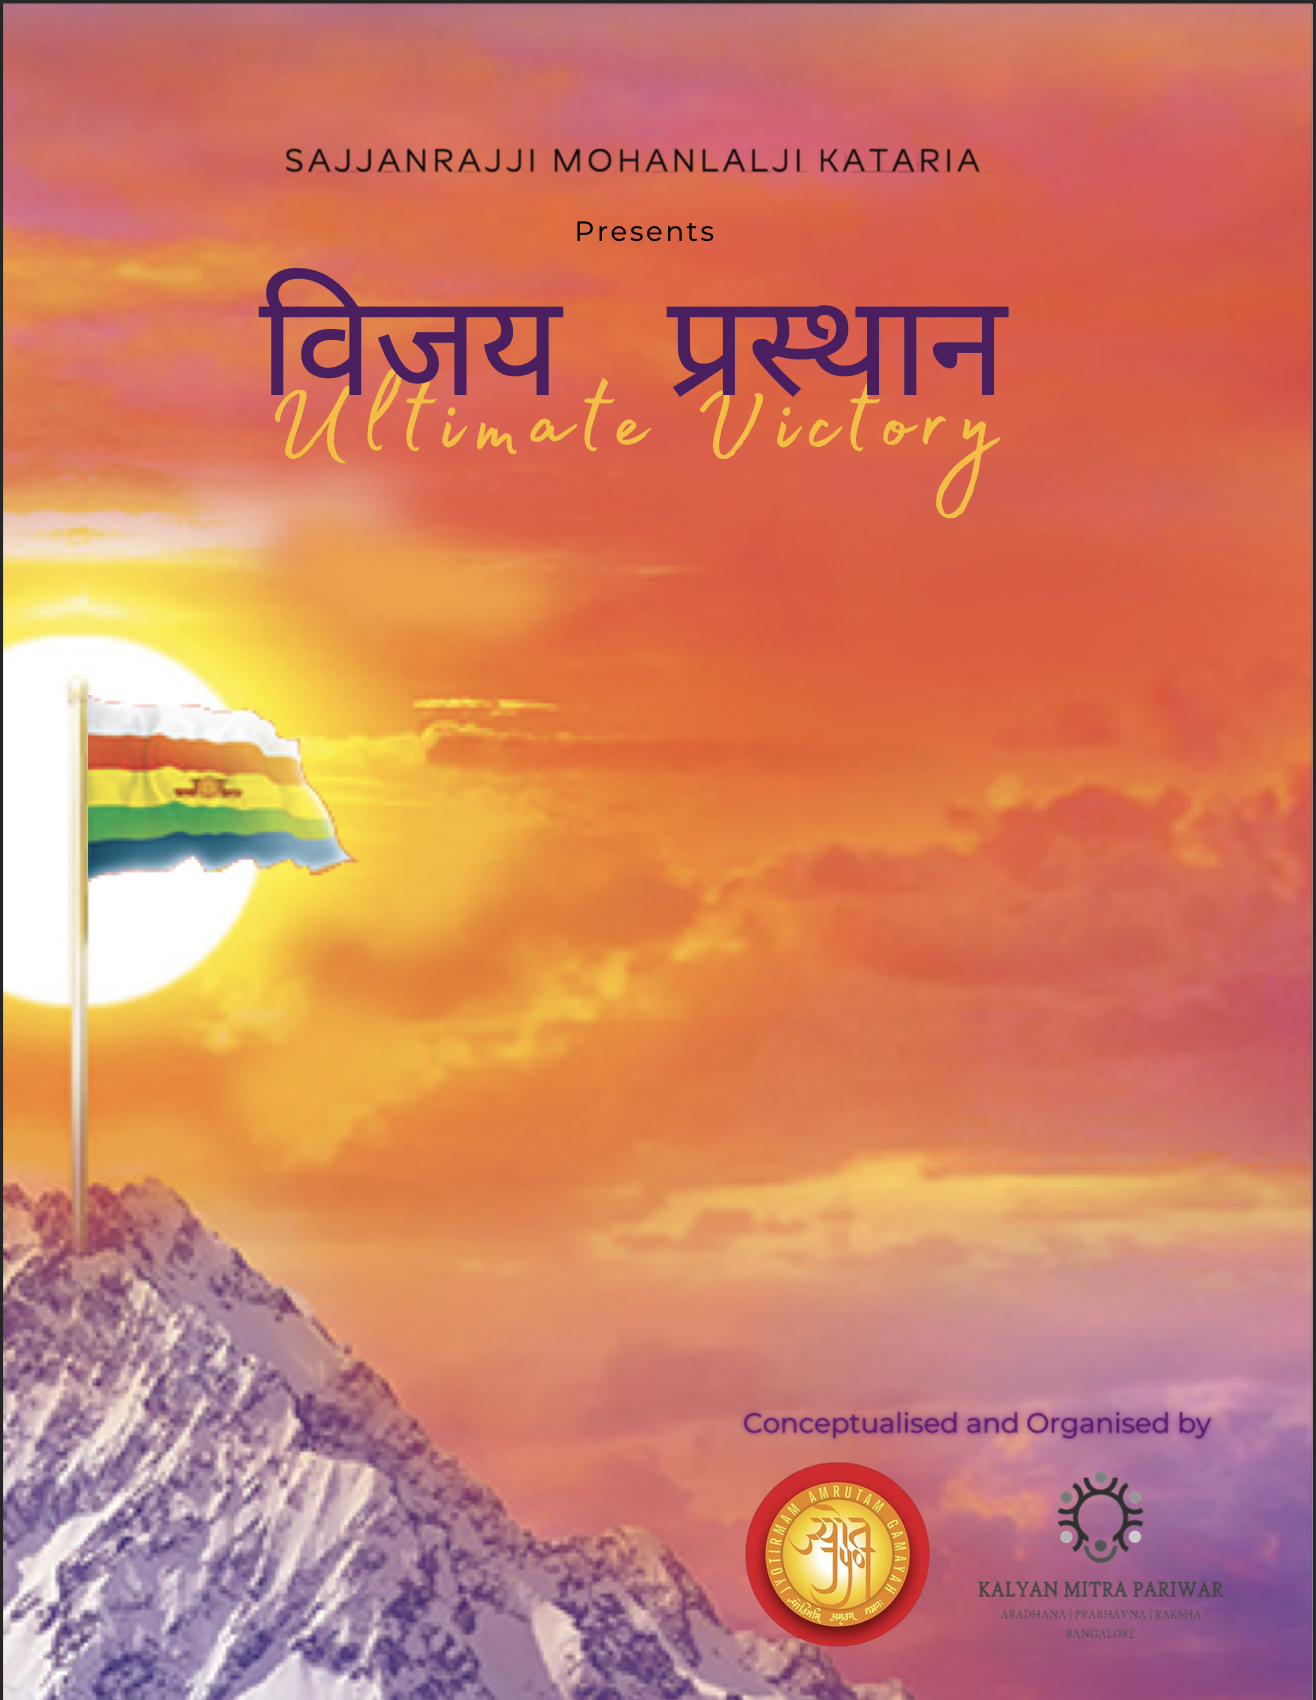 SAJJANRAJJI MOHANLALJI KATARIA
Presents
विजय प्रस्थान
Ultimate Victory
Conceptualised and Organised by
JYOTIRMAM AMRUTAM GAMAYAH
KALYAN MITRA PARIWAR
ARADHANA | PRABHAVNA | RAKSHA
BANGALORE